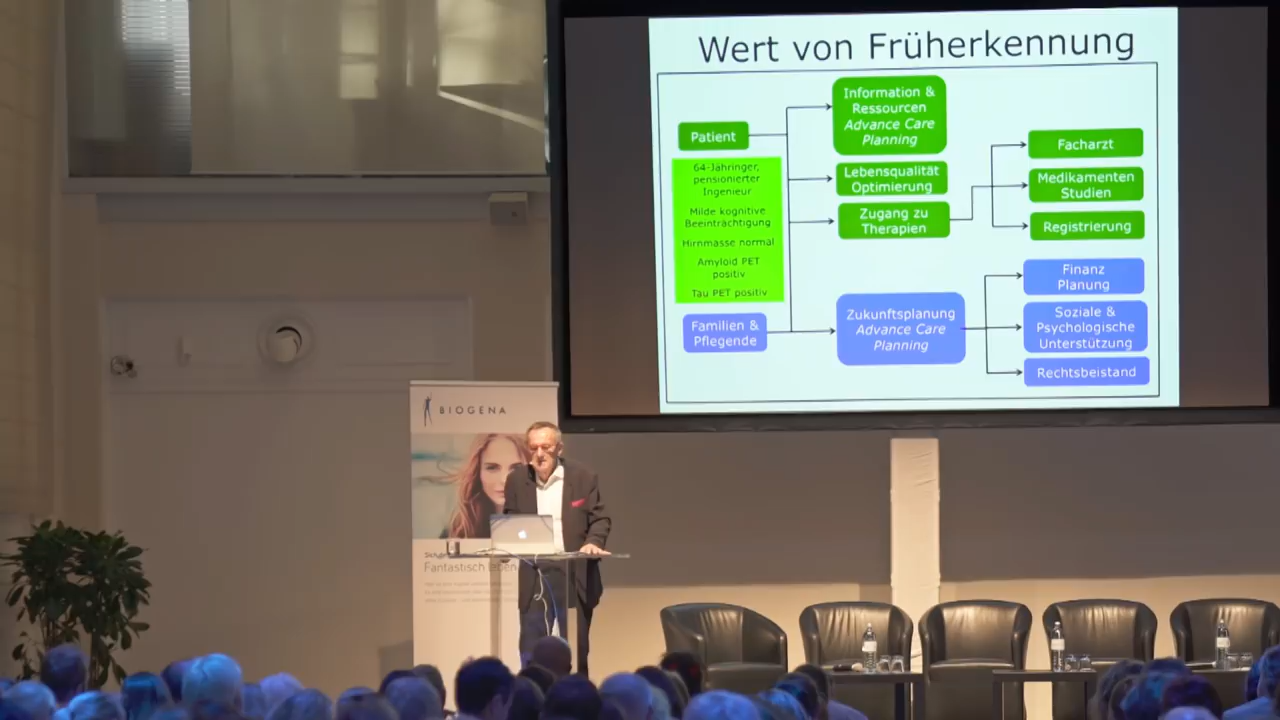 Wert von Früherkennung
Information &
Ressourcen
Advance Care
Planning
Patient
64-Jähringer,
pensionierter
Ingenieur
Milde kognitive
Beeinträchtigung
Hirnmasse normal
Amyloid PET
positiv
Tau PET positiv
Lebensqualität
Optimierung
Zugang zu
Therapien
Facharzt
Medikamenten
Studien
Registrierung
Familien &
Pflegende
Zukunftsplanung
Advance Care
Planning
Finanz
Planung
Soziale &
Psychologische
Unterstützung
Rechtsbeistand
BIOGENA
Fantastisch leben